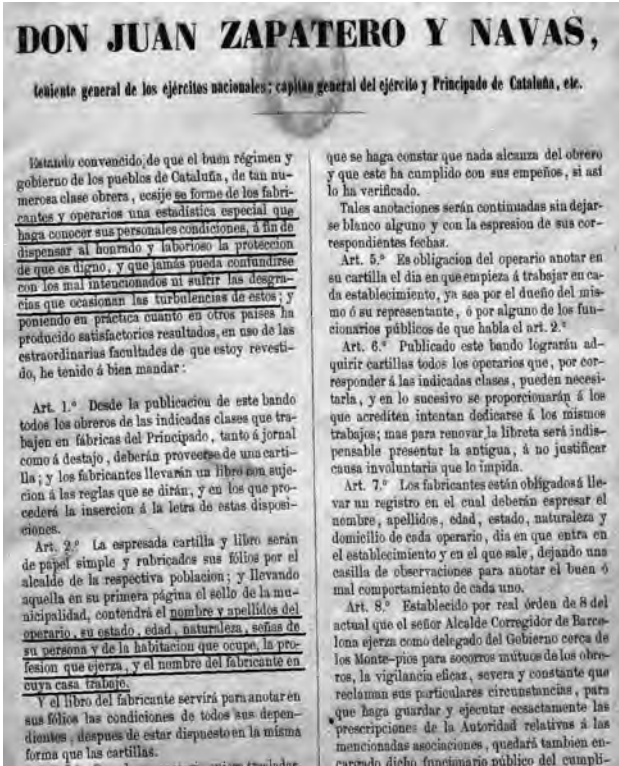 DON JUAN ZAPATERO Y NAVAS,
teniente general de los ejércitos nacionales; capitan general del ejército y Principado de Cataluña, etc.
Estando convencido de que el buen régimen y
gobierno de los pueblos de Cataluña, de tan nu-
merosa clase obrera, ecsije se forme de los fabri-
cantes y operarios una estadística especial que
haga conocer sus personales condiciones, á fin de
dispensar al honrado y laborioso la proteccion
de que es digno, y que jamás pueda confundirse
con los mal intencionados ni sufrir las desgra-
cias que ocasionan las turbulencias de estos; y
poniendo en práctica cuanto en otros paises ha
producido satisfactorios resultados, en uso de las
estraordinarias facultades de que estoy revesti-
do, he tenido á bien mandar:
Art. 1.º Desde la publicacion de este bando
todos los obreros de las indicadas clases que tra-
bajen en fábricas del Principado, tanto á jornal
como á destajo, deberán proveerse de una carti-
lla; y los fabricantes llevarán un libro con suje-
cion á las reglas que se dirán, y en los que pro-
cederá la insercion á la letra de estas disposi-
ciones.
Art. 2.º La espresada cartilla y libro serán
de papel simple y rubricados sus fólios por el
alcalde de la respectiva poblacion; y llevando
aquella en su primera página el sello de la mu-
nicipalidad, contendrá el nombre y apellidos del
operario, su estado, edad, naturaleza, señas de
su persona y de la habitacion que ocupe, la pro-
fesion que ejerza, y el nombre del fabricante en
cuya casa trabaje.
Y el libro del fabricante servirá para anotar en
sus fólios las condiciones de todos sus depen-
dientes, despues de estar dispuesto en la misma
forma que las cartillas.
que se haga constar que nada alcanza del obrero
y que este ha cumplido con sus empeños, si asi
lo ha verificado.
Tales anotaciones serán continuadas sin dejar-
se blanco alguno y con la espresion de sus cor-
respondientes fechas.
Art. 5.º Es obligacion del operario anotar en
su cartilla el dia en que empieza á trabajar en ca-
da establecimiento, ya sea por el dueño del mis-
mo ó su representante, ó por alguno de los fun-
cionarios públicos de que habla el art. 2.º
Art. 6.º Publicado este bando lograrán ad-
quirir cartillas todos los operarios que, por cor-
responder á las indicadas clases, pueden necesi-
tarla, y en lo sucesivo se proporcionarán á los
que acrediten intentan dedicarse á los mismos
trabajos; mas para renovar la libreta será indis-
pensable presentar la antigua, á no justificar
causa involuntaria que lo impida.
Art. 7.º Los fabricantes están obligados á lle-
var un registro en el cual deberán espresar el
nombre, apellidos, edad, estado, naturaleza y
domicilio de cada operario, dia en que entra en
el establecimiento y en el que sale, dejando una
casilla de observaciones para anotar el buen ó
mal comportamiento de cada uno.
Art. 8.º Establecido por real órden de 8 del
actual que el señor Alcalde Corregidor de Barce-
lona ejerza como delegado del Gobierno cerca de
los Monte-pios para socorros mútuos de los obre-
ros, la vigilancia eficaz, severa y constante que
reclaman sus particulares circunstancias, para
que haga guardar y ejecutar ecsactamente las
prescripciones de la Autoridad relativas á las
mencionadas asociaciones, quedará tambien en-
cargado dicho funcionario público del cumpli-